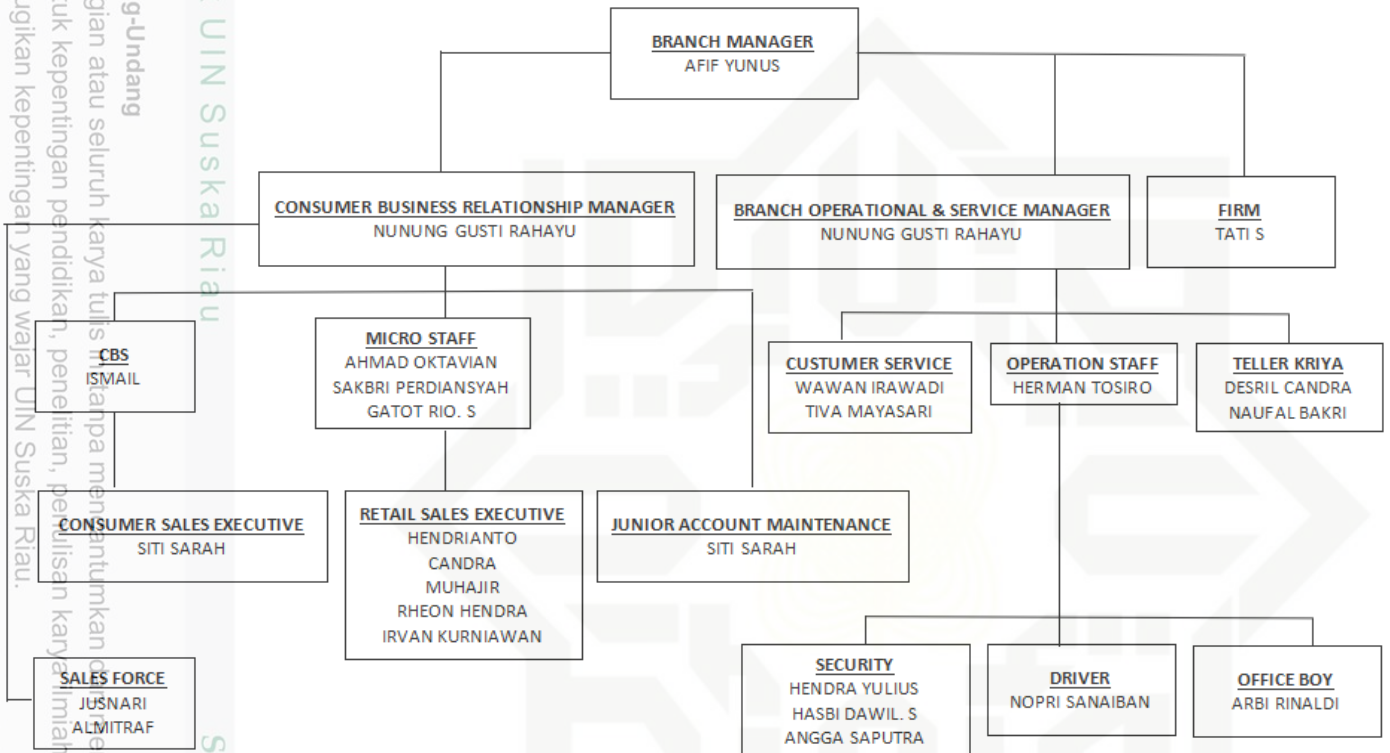 BRANCH MANAGER
AFIF YUNUS
CONSUMER BUSINESS RELATIONSHIP MANAGER
NUNUNG GUSTI RAHAYU
BRANCH OPERATIONAL & SERVICE MANAGER
NUNUNG GUSTI RAHAYU
FIRM
TATI S
CBS
ISMAIL
MICRO STAFF
AHMAD OKTAVIAN
SAKBRI PERDIANSYAH
GATOT RIO. S
CUSTUMER SERVICE
WAWAN IRAWADI
TIVA MAYASARI
OPERATION STAFF
HERMAN TOSIRO
TELLER KRIYA
DESRIL CANDRA
NAUFAL BAKRI
CONSUMER SALES EXECUTIVE
SITI SARAH
RETAIL SALES EXECUTIVE
HENDRIANTO
CANDRA
MUHAJIR
RHEON HENDRA
IRVAN KURNIAWAN
JUNIOR ACCOUNT MAINTENANCE
SITI SARAH
SALES FORCE
JUSNARI
ALMITRAF
SECURITY
HENDRA YULIUS
HASBI DAWIL. S
ANGGA SAPUTRA
DRIVER
NOPRI SANAIBAN
OFFICE BOY
ARBI RINALDI
UIN Suska Riau
g-Undang
gian atau seluruh karya tulis tanpa
uk kepentingan pendidikan, penelitian, penulisan karya ilmiah
ugikan kepentingan yang wajar UIN Suska Riau.